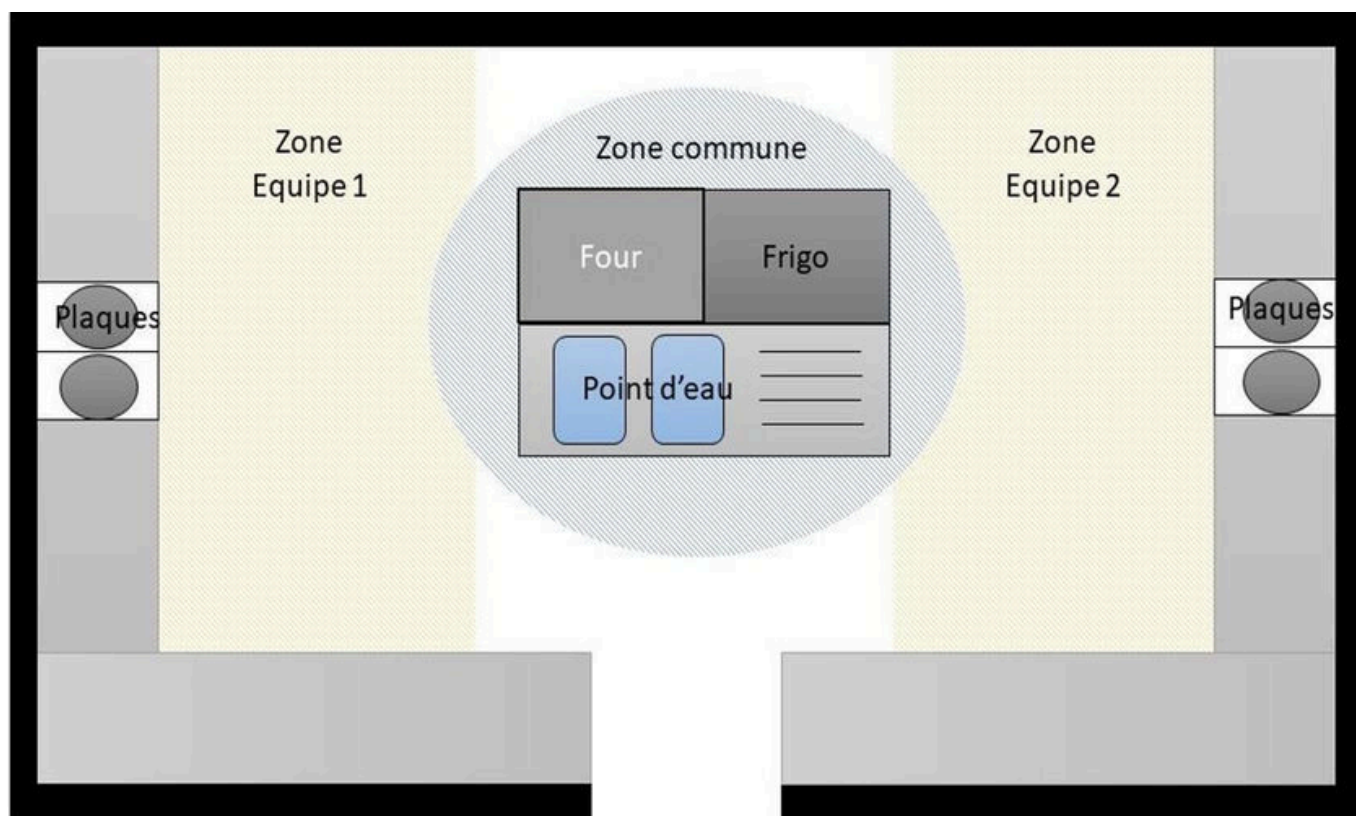 Zone
Equipe 1
Zone commune
Zone
Equipe 2
Four
Frigo
Plaques
Plaques
Point d'eau